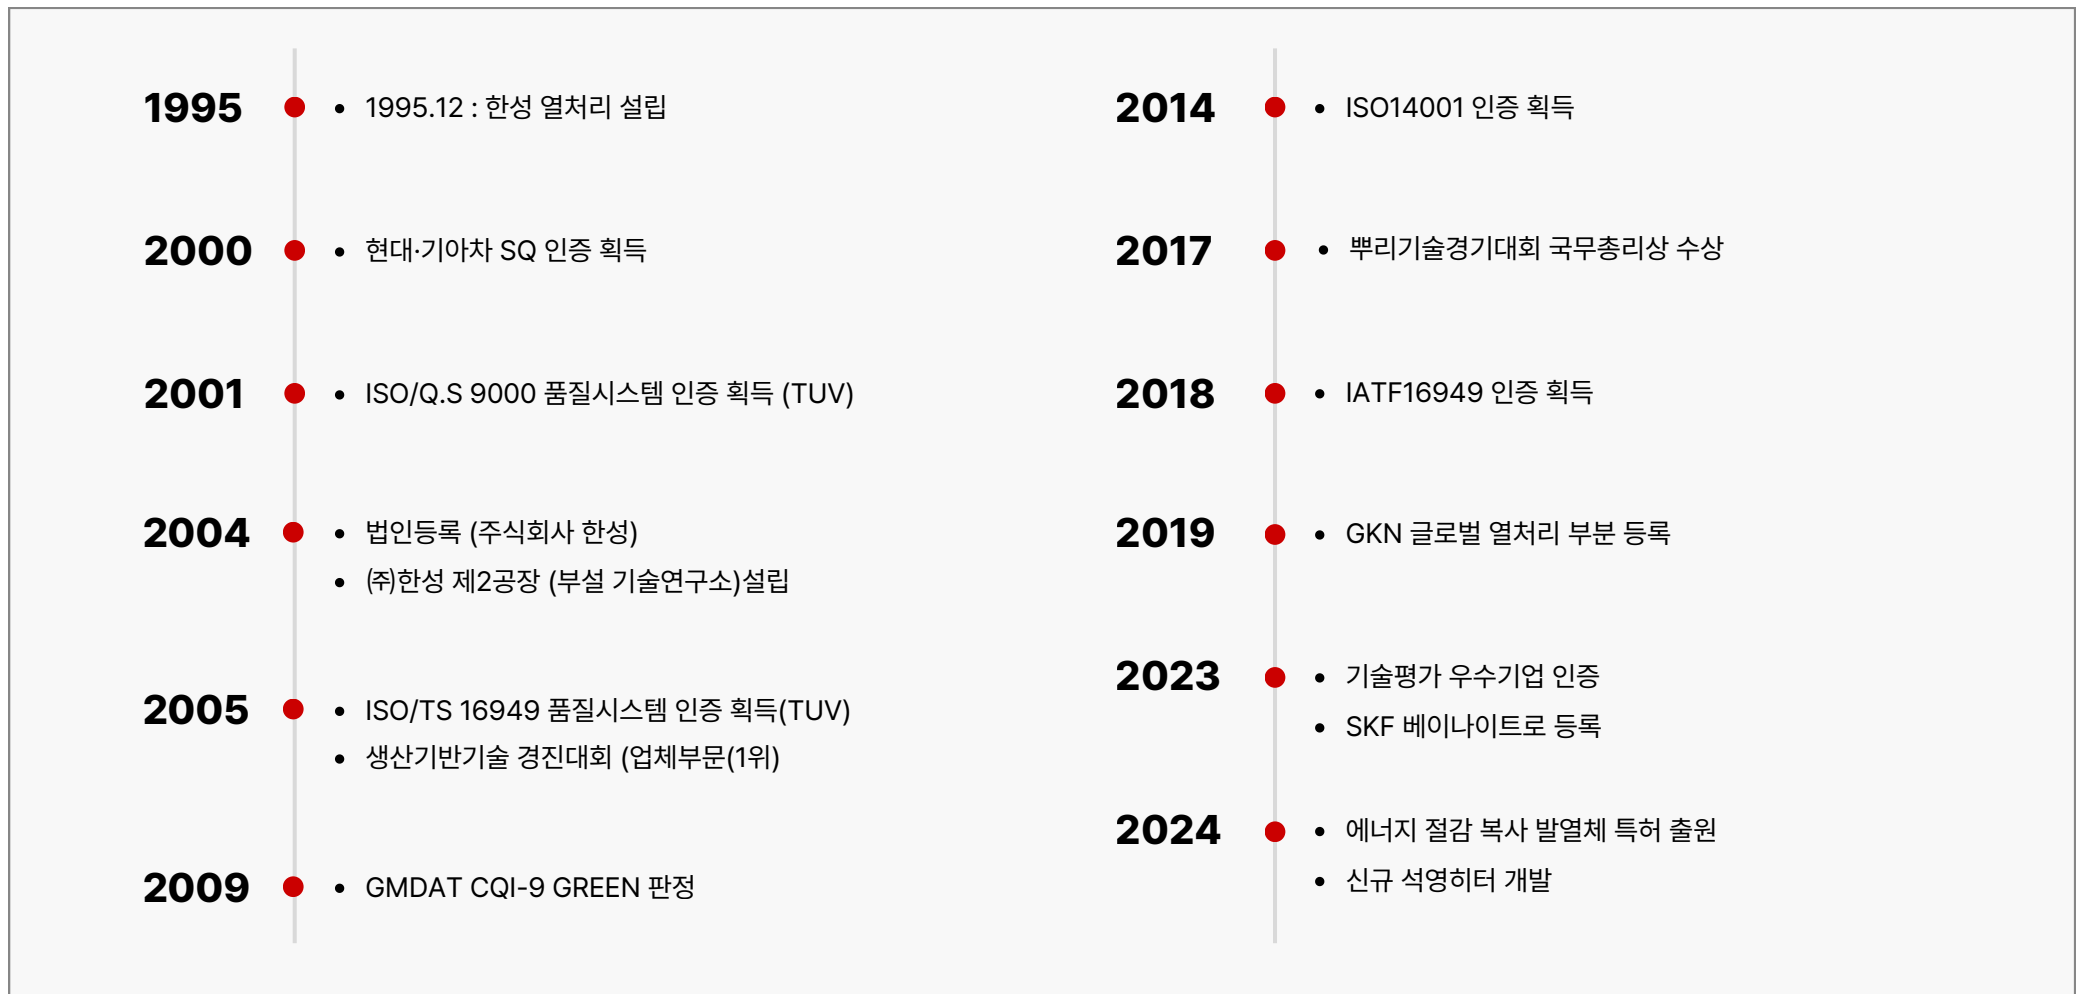 1995
• 1995.12 : 한성 열처리 설립
2000
• 현대·기아차 SQ 인증 획득
2001
• ISO/Q.S 9000 품질시스템 인증 획득 (TUV)
2004
• 법인등록 (주식회사 한성)
• ㈜한성 제2공장 (부설 기술연구소)설립
2005
• ISO/TS 16949 품질시스템 인증 획득(TUV)
• 생산기반기술 경진대회 (업체부문(1위)
2009
• GMDAT CQI-9 GREEN 판정
2014
• ISO14001 인증 획득
2017
• 뿌리기술경기대회 국무총리상 수상
2018
• IATF16949 인증 획득
2019
• GKN 글로벌 열처리 부분 등록
2023
• 기술평가 우수기업 인증
• SKF 베이나이트로 등록
2024
• 에너지 절감 복사 발열체 특허 출원
• 신규 석영히터 개발